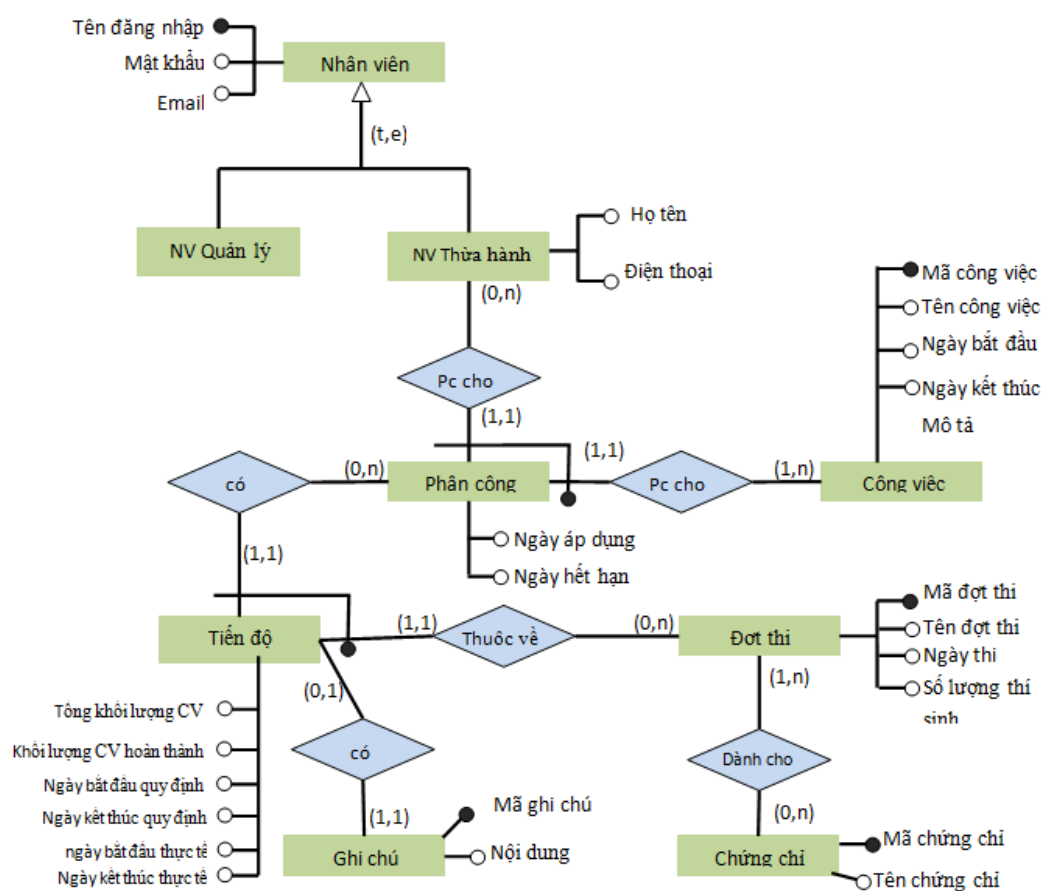 Tên đăng nhập
Mật khẩu
Email
Nhân viên
(t,e)
NV Quản lý
NV Thừa hành
Họ tên
Điện thoại
(0,n)
Mã công việc
Tên công việc
Ngày bắt đầu
Ngày kết thúc
Mô tả
Pc cho
(1,1)
có
(0,n)
Phân công
(1,1)
Pc cho
(1,n)
Công việc
Ngày áp dụng
Ngày hết hạn
(1,1)
Tiến độ
(1,1)
Thuôc về
(0,n)
Đợt thi
Mã đợt thi
Tên đợt thi
Ngày thi
Số lượng thí
sinh
(0,1)
(1,n)
Tông khối lượng CV
Khối lượng CV hoàn thành
Ngày bắt đầu quy định
Ngày kết thúc quy định
ngày bắt đầu thực tế
Ngày kết thúc thực tế
có
Dành cho
(1,1)
(0,n)
Mã ghi chú
Ghi chú
Nội dung
Chứng chỉ
Mã chứng chỉ
Tên chứng chỉ